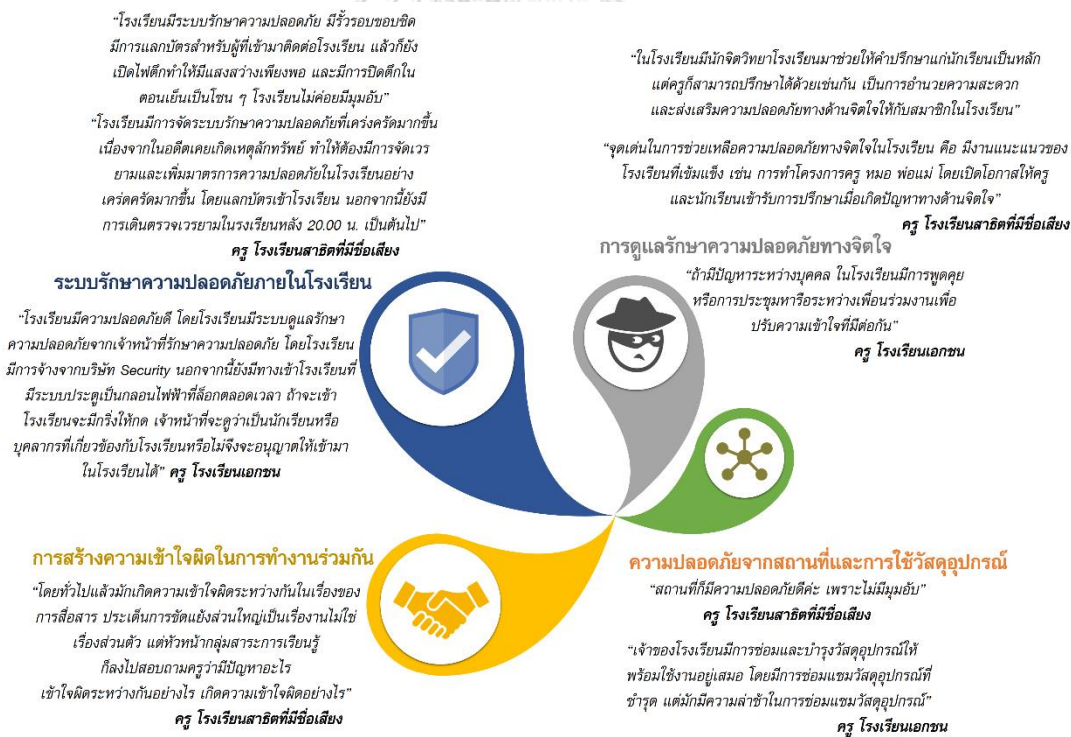 “โรงเรียนมีระบบรักษาความปลอดภัย มีรั้วรอบขอบชิด
มีการแลกบัตรสำหรับผู้ที่เข้ามาติดต่อโรงเรียน แล้วก็ยัง
เปิดไฟตึกทำให้มีแสงสว่างเพียงพอ และมีการปิดตึกใน
ตอนเย็นเป็นโซน ๆ โรงเรียนไม่ค่อยมีมุมอับ”
“โรงเรียนมีการจัดระบบรักษาความปลอดภัยที่เคร่งครัดมากขึ้น
เนื่องจากในอดีตเคยเกิดเหตุลักทรัพย์ ทำให้ต้องมีการจัดเวร
ยามและเพิ่มมาตรการความปลอดภัยในโรงเรียนอย่าง
เคร่งครัดมากขึ้น โดยแลกบัตรเข้าโรงเรียน นอกจากนี้ยังมี
การเดินตรวจเวรยามในรงเรียนหลัง 20.00 น. เป็นต้นไป”
ครู โรงเรียนสาธิตที่มีชื่อเสียง
ระบบรักษาความปลอดภัยภายในโรงเรียน
“โรงเรียนมีความปลอดภัยดี โดยโรงเรียนมีระบบดูแลรักษา
ความปลอดภัยจากเจ้าหน้าที่รักษาความปลอดภัย โดยโรงเรียน
มีการจ้างจากบริษัท Security นอกจากนี้ยังมีทางเข้าโรงเรียนที่
มีระบบประตูเป็นกลอนไฟฟ้าที่ล็อกตลอดเวลา ถ้าจะเข้า
โรงเรียนจะมีกริ่งให้กด เจ้าหน้าที่จะดูว่าเป็นนักเรียนหรือ
บุคลากรที่เกี่ยวข้องกับโรงเรียนหรือไม่จึงจะอนุญาตให้เข้ามา
ในโรงเรียนได้” ครู โรงเรียนเอกชน
“ในโรงเรียนมีนักจิตวิทยาโรงเรียนมาช่วยให้คำปรึกษาแก่นักเรียนเป็นหลัก
แต่ครูก็สามารถปรึกษาได้ด้วยเช่นกัน เป็นการอำนวยความสะดวก
และส่งเสริมความปลอดภัยทางด้านจิตใจให้กับสมาชิกในโรงเรียน”
“จุดเด่นในการช่วยเหลือความปลอดภัยทางจิตใจในโรงเรียน คือ มีงานแนะแนวของ
โรงเรียนที่เข้มแข็ง เช่น การทำโครงการครู หมอ พ่อแม่ โดยเปิดโอกาสให้ครู
และนักเรียนเข้ารับการปรึกษาเมื่อเกิดปัญหาทางด้านจิตใจ”
ครู โรงเรียนสาธิตที่มีชื่อเสียง
การดูแลรักษาความปลอดภัยทางจิตใจ
“ถ้ามีปัญหาระหว่างบุคคล ในโรงเรียนมีการพูดคุย
หรือการประชุมหารือระหว่างเพื่อนร่วมงานเพื่อ
ปรับความเข้าใจที่มีต่อกัน”
ครู โรงเรียนเอกชน
การสร้างความเข้าใจผิดในการทำงานร่วมกัน
“โดยทั่วไปแล้วมักเกิดความเข้าใจผิดระหว่างกันในเรื่องของ
การสื่อสาร ประเด็นการขัดแย้งส่วนใหญ่เป็นเรื่องงานไม่ใช่
เรื่องส่วนตัว แต่หัวหน้ากลุ่มสาระการเรียนรู้
ก็ลงไปสอบถามครูว่ามีปัญหาอะไร
เข้าใจผิดระหว่างกันอย่างไร เกิดความเข้าใจผิดอย่างไร”
ครู โรงเรียนสาธิตที่มีชื่อเสียง
ความปลอดภัยจากสถานที่และการใช้วัสดุอุปกรณ์
“สถานที่ก็มีความปลอดภัยดีค่ะ เพราะไม่มีมุมอับ”
ครู โรงเรียนสาธิตที่มีชื่อเสียง
“เจ้าของโรงเรียนมีการซ่อมและบำรุงวัสดุอุปกรณ์ให้
พร้อมใช้งานอยู่เสมอ โดยมีการซ่อมแซมวัสดุอุปกรณ์ที่
ชำรุด แต่มักมีความล่าช้าในการซ่อมแซมวัสดุอุปกรณ์”
ครู โรงเรียนเอกชน